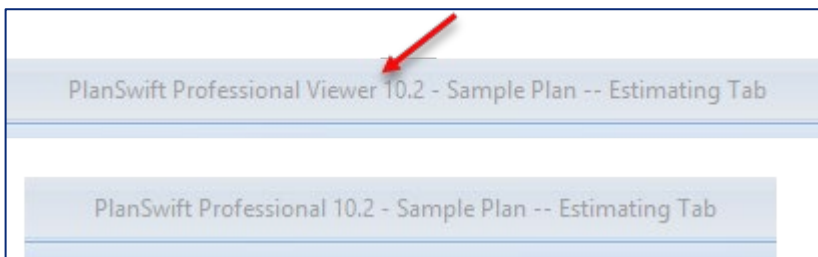 PlanSwift Professional Viewer 10.2 - Sample Plan -- Estimating Tab
PlanSwift Professional 10.2 - Sample Plan -- Estimating Tab